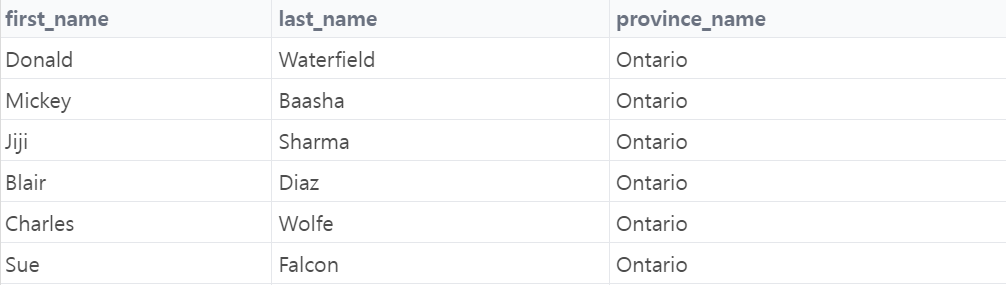 first_name last_name province_name
Donald Waterfield Ontario
Mickey Baasha Ontario
Jiji Sharma Ontario
Blair Diaz Ontario
Charles Wolfe Ontario
Sue Falcon Ontario